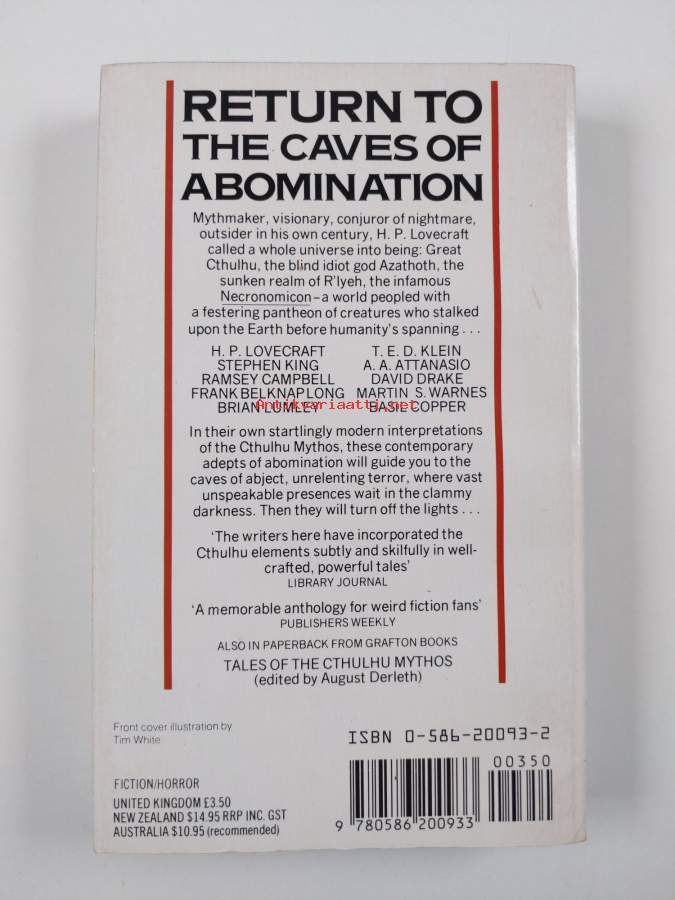 RETURN TO
THE CAVES OF
ABOMINATION
Mythmaker, visionary, conjuror of nightmare,
outsider in his own century, H. P. Lovecraft
called a whole universe into being: Great
Cthulhu, the blind idiot god Azathoth, the
sunken realm of R'lyeh, the infamous
Necronomicon – a world peopled with
a festering pantheon of creatures who stalked
upon the Earth before humanity's spanning . . .
H. P. LOVECRAFT T. E. D. KLEIN
STEPHEN KING A. A. ATTANASIO
RAMSEY CAMPBELL DAVID DRAKE
FRANK BELKNAP LONG MARTIN S. WARNES
BRIAN LUMLEY BASIL COPPER
Antikvariaatti.net
In their own startlingly modern interpretations
of the Cthulhu Mythos, these contemporary
adepts of abomination will guide you to the
caves of abject, unrelenting terror, where vast
unspeakable presences wait in the clammy
darkness. Then they will turn off the lights . . .
'The writers here have incorporated the
Cthulhu elements subtly and skilfully in well-
crafted, powerful tales'
LIBRARY JOURNAL
'A memorable anthology for weird fiction fans'
PUBLISHERS WEEKLY
ALSO IN PAPERBACK FROM GRAFTON BOOKS
TALES OF THE CTHULHU MYTHOS
(edited by August Derleth)
Front cover illustration by
Tim White
ISBN 0-586-20093-2
00350
9 780586 200933
FICTION/HORROR
UNITED KINGDOM £3.50
NEW ZEALAND $14.95 RRP INC. GST
AUSTRALIA $10.95 (recommended)